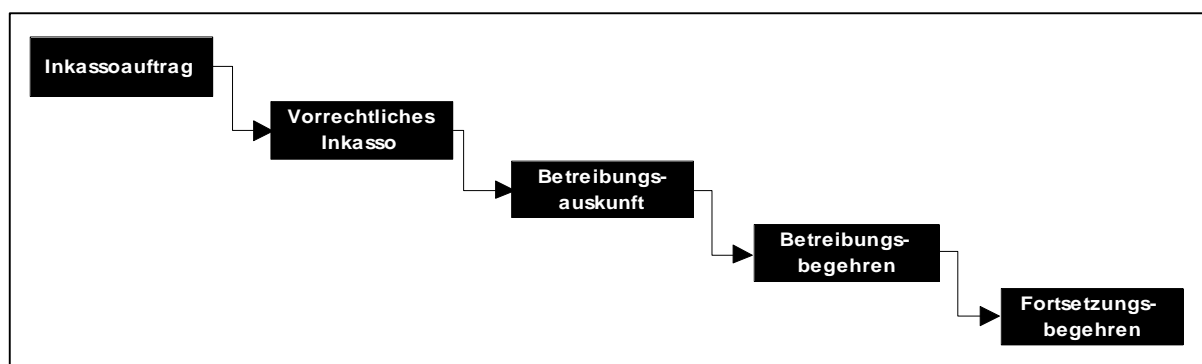 Inkassoauftrag
Vorrechtliches
Inkasso
Betreibungs-
auskunft
Betreibungs-
begehren
Fortsetzungs-
begehren